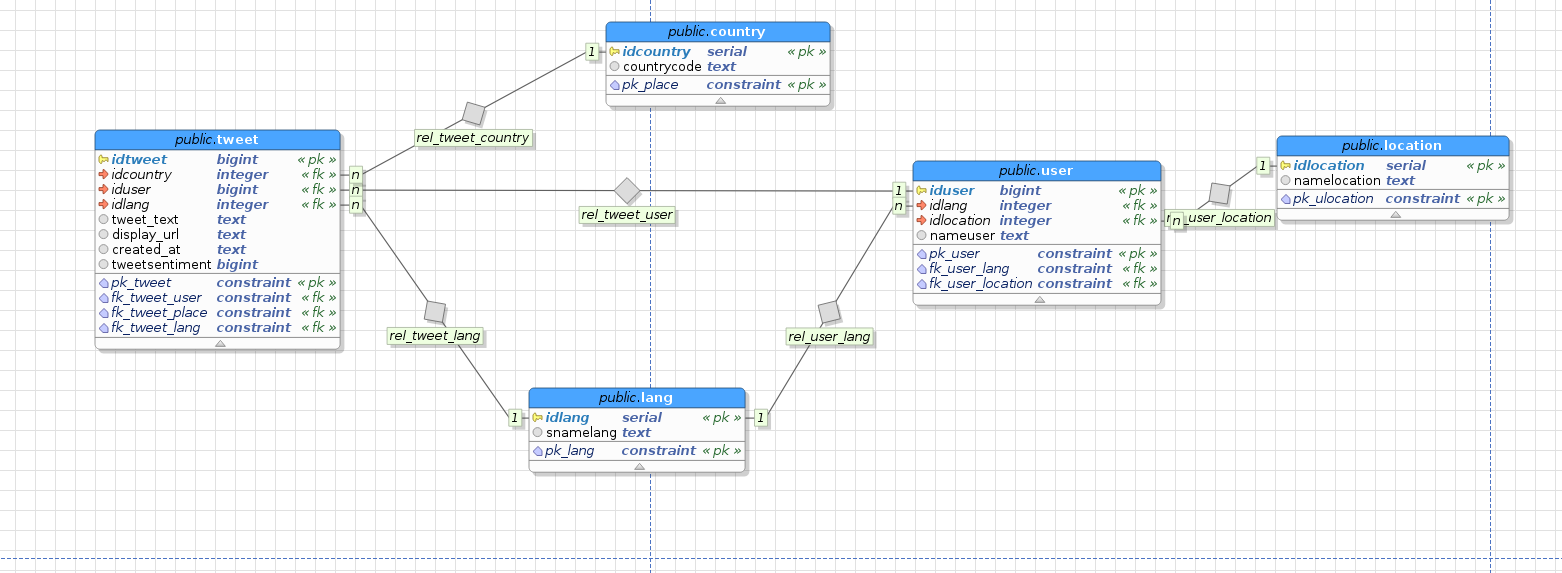 public.country
idcountry serial « pk »
countrycode text
pk_place constraint « pk »
1
rel_tweet_country
public.tweet
idtweet bigint « pk »
idcountry integer « fk »
iduser bigint « fk »
idlang integer « fk »
tweet_text text
display_url text
created_at text
tweetsentiment bigint
pk_tweet constraint « pk »
fk_tweet_user constraint « fk »
fk_tweet_place constraint « fk »
fk_tweet_lang constraint « fk »
n
n
n
rel_tweet_user
1
n
public.user
iduser bigint « pk »
idlang integer « fk »
idlocation integer « fk »
nameuser text
pk_user constraint « pk »
fk_user_lang constraint « fk »
fk_user_location constraint « fk »
n
_user_location
1
public.location
idlocation serial « pk »
namelocation text
pk_ulocation constraint « pk »
rel_tweet_lang
rel_user_lang
1
public.lang
idlang serial « pk »
snamelang text
pk_lang constraint « pk »
1